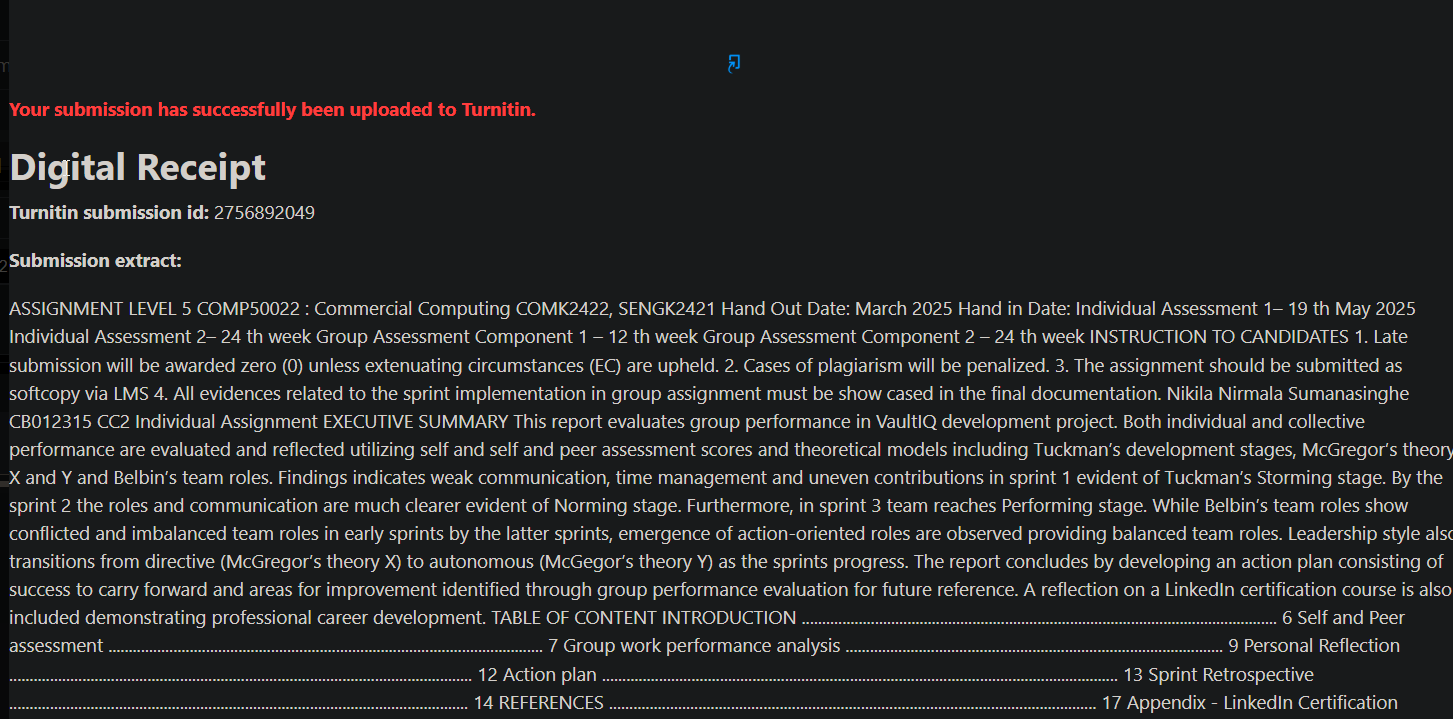 Your submission has successfully been uploaded to Turnitin.
Digital Receipt
Turnitin submission id: 2756892049
Submission extract:
ASSIGNMENT LEVEL 5 COMP50022 : Commercial Computing COMK2422, SENGK2421 Hand Out Date: March 2025 Hand in Date: Individual Assessment 1– 19 th May 2025
Individual Assessment 2– 24 th week Group Assessment Component 1 – 12 th week Group Assessment Component 2 – 24 th week INSTRUCTION TO CANDIDATES 1. Late
submission will be awarded zero (0) unless extenuating circumstances (EC) are upheld. 2. Cases of plagiarism will be penalized. 3. The assignment should be submitted as
softcopy via LMS 4. All evidences related to the sprint implementation in group assignment must be show cased in the final documentation. Nikila Nirmala Sumanasinghe
CB012315 CC2 Individual Assignment EXECUTIVE SUMMARY This report evaluates group performance in VaultIQ development project. Both individual and collective
performance are evaluated and reflected utilizing self and self and peer assessment scores and theoretical models including Tuckman’s development stages, McGregor’s theory
X and Y and Belbin’s team roles. Findings indicates weak communication, time management and uneven contributions in sprint 1 evident of Tuckman’s Storming stage. By the
sprint 2 the roles and communication are much clearer evident of Norming stage. Furthermore, in sprint 3 team reaches Performing stage. While Belbin’s team roles show
conflicted and imbalanced team roles in early sprints by the latter sprints, emergence of action-oriented roles are observed providing balanced team roles. Leadership style also
transitions from directive (McGregor’s theory X) to autonomous (McGegor’s theory Y) as the sprints progress. The report concludes by developing an action plan consisting of
success to carry forward and areas for improvement identified through group performance evaluation for future reference. A reflection on a LinkedIn certification course is also
included demonstrating professional career development. TABLE OF CONTENT INTRODUCTION ........................................................................................................ 6 Self and Peer
assessment ................................................................................................ 7 Group work performance analysis ................................................................................... 9 Personal Reflection
...................................................................................................... 12 Action plan .................................................................................................................. 13 Sprint Retrospective
..................................................................................................... 14 REFERENCES ............................................................................................................ 17 Appendix - LinkedIn Certification